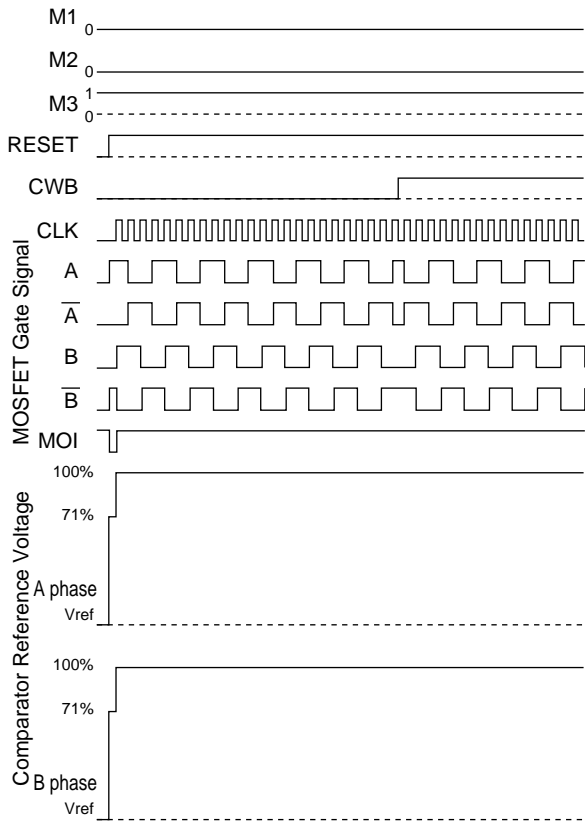 M1
0
M2
0
M3
1
0
RESET
CWB
CLK
MOSFET Gate Signal
A
A
B
B
MOI
Comparator Reference Voltage
100%
71%
A phase
Vref
100%
71%
B phase
Vref